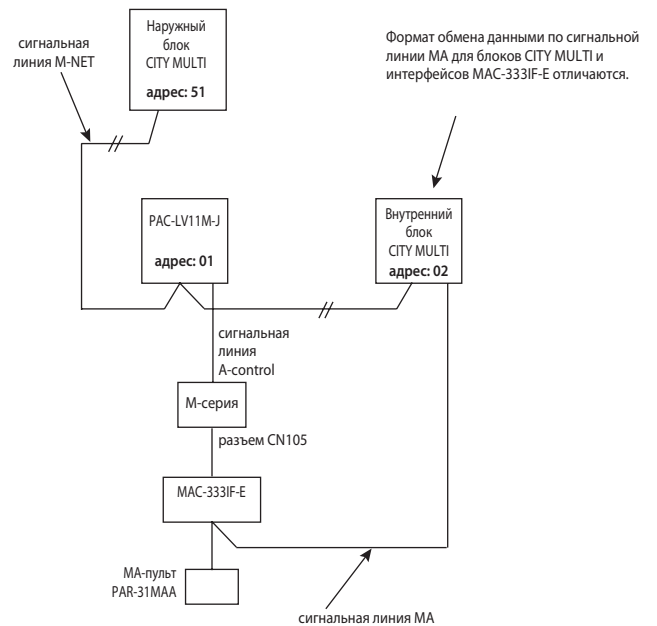 Наружный
блок
CITY MULTI
адрес: 51
сигнальная
линия M-NET
Формат обмена данными по сигнальной
линии МА для блоков CITY MULTI и
интерфейсов MAC-333IF-E отличаются.
PAC-LV11M-J
адрес: 01
Внутренний
блок
CITY MULTI
адрес: 02
сигнальная
линия
A-control
М-серия
разъем CN105
MAC-333IF-E
МА-пульт
PAR-31MAA
сигнальная линия МА